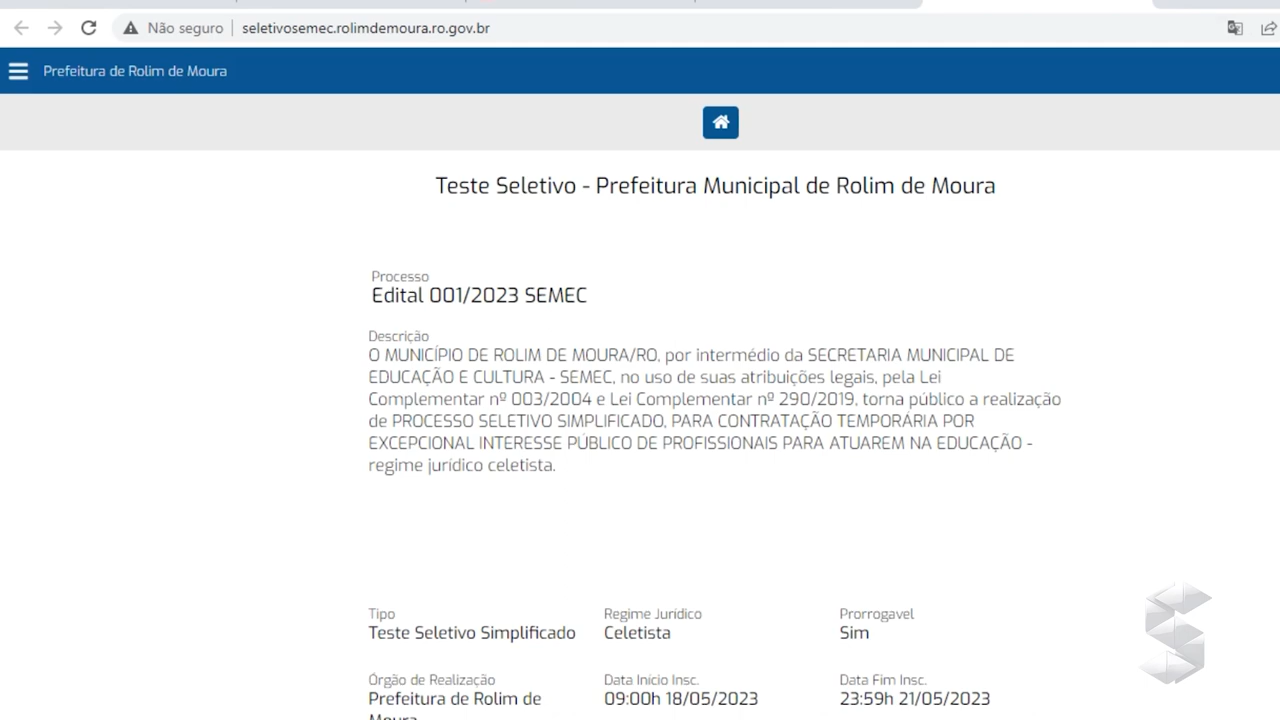 Não seguro | seletivosemec.rolimdemoura.ro.gov.br
Prefeitura de Rolim de Moura
Teste Seletivo - Prefeitura Municipal de Rolim de Moura
Processo
Edital 001/2023 SEMEC
Descrição
O MUNICÍPIO DE ROLIM DE MOURA/RO, por intermédio da SECRETARIA MUNICIPAL DE
EDUCAÇÃO E CULTURA - SEMEC, no uso de suas atribuições legais, pela Lei
Complementar nº 003/2004 e Lei Complementar nº 290/2019, torna público a realização
de PROCESSO SELETIVO SIMPLIFICADO, PARA CONTRATAÇÃO TEMPORÁRIA POR
EXCEPCIONAL INTERESSE PÚBLICO DE PROFISSIONAIS PARA ATUAREM NA EDUCAÇÃO -
regime jurídico celetista.
Tipo Regime Jurídico Prorrogavel
Teste Seletivo Simplificado Celetista Sim
Órgão de Realização Data Início Insc. Data Fim Insc.
Prefeitura de Rolim de 09:00h 18/05/2023 23:59h 21/05/2023
Moura